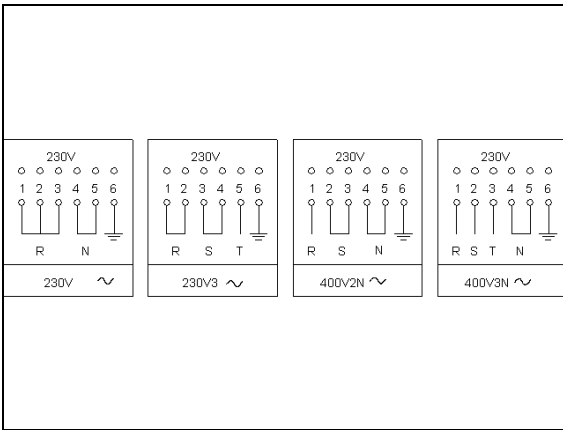 230V
1 2 3 4 5 6
R N
230V ~
230V
1 2 3 4 5 6
R S T
230V3 ~
230V
1 2 3 4 5 6
R S N
400V2N ~
230V
1 2 3 4 5 6
R S T N
400V3N ~